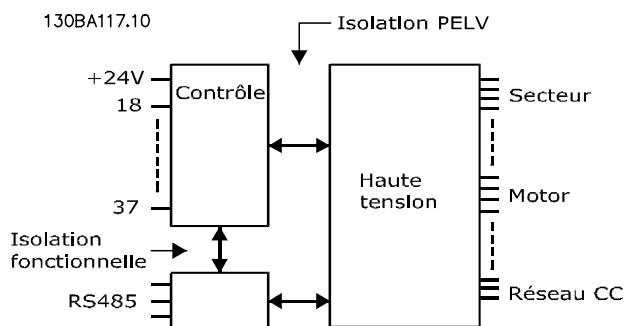 130BA117.10
Isolation PELV
+24V
Contrôle
18
Secteur
Haute
tension
Motor
37
Isolation
fonctionnelle
RS485
Réseau CC